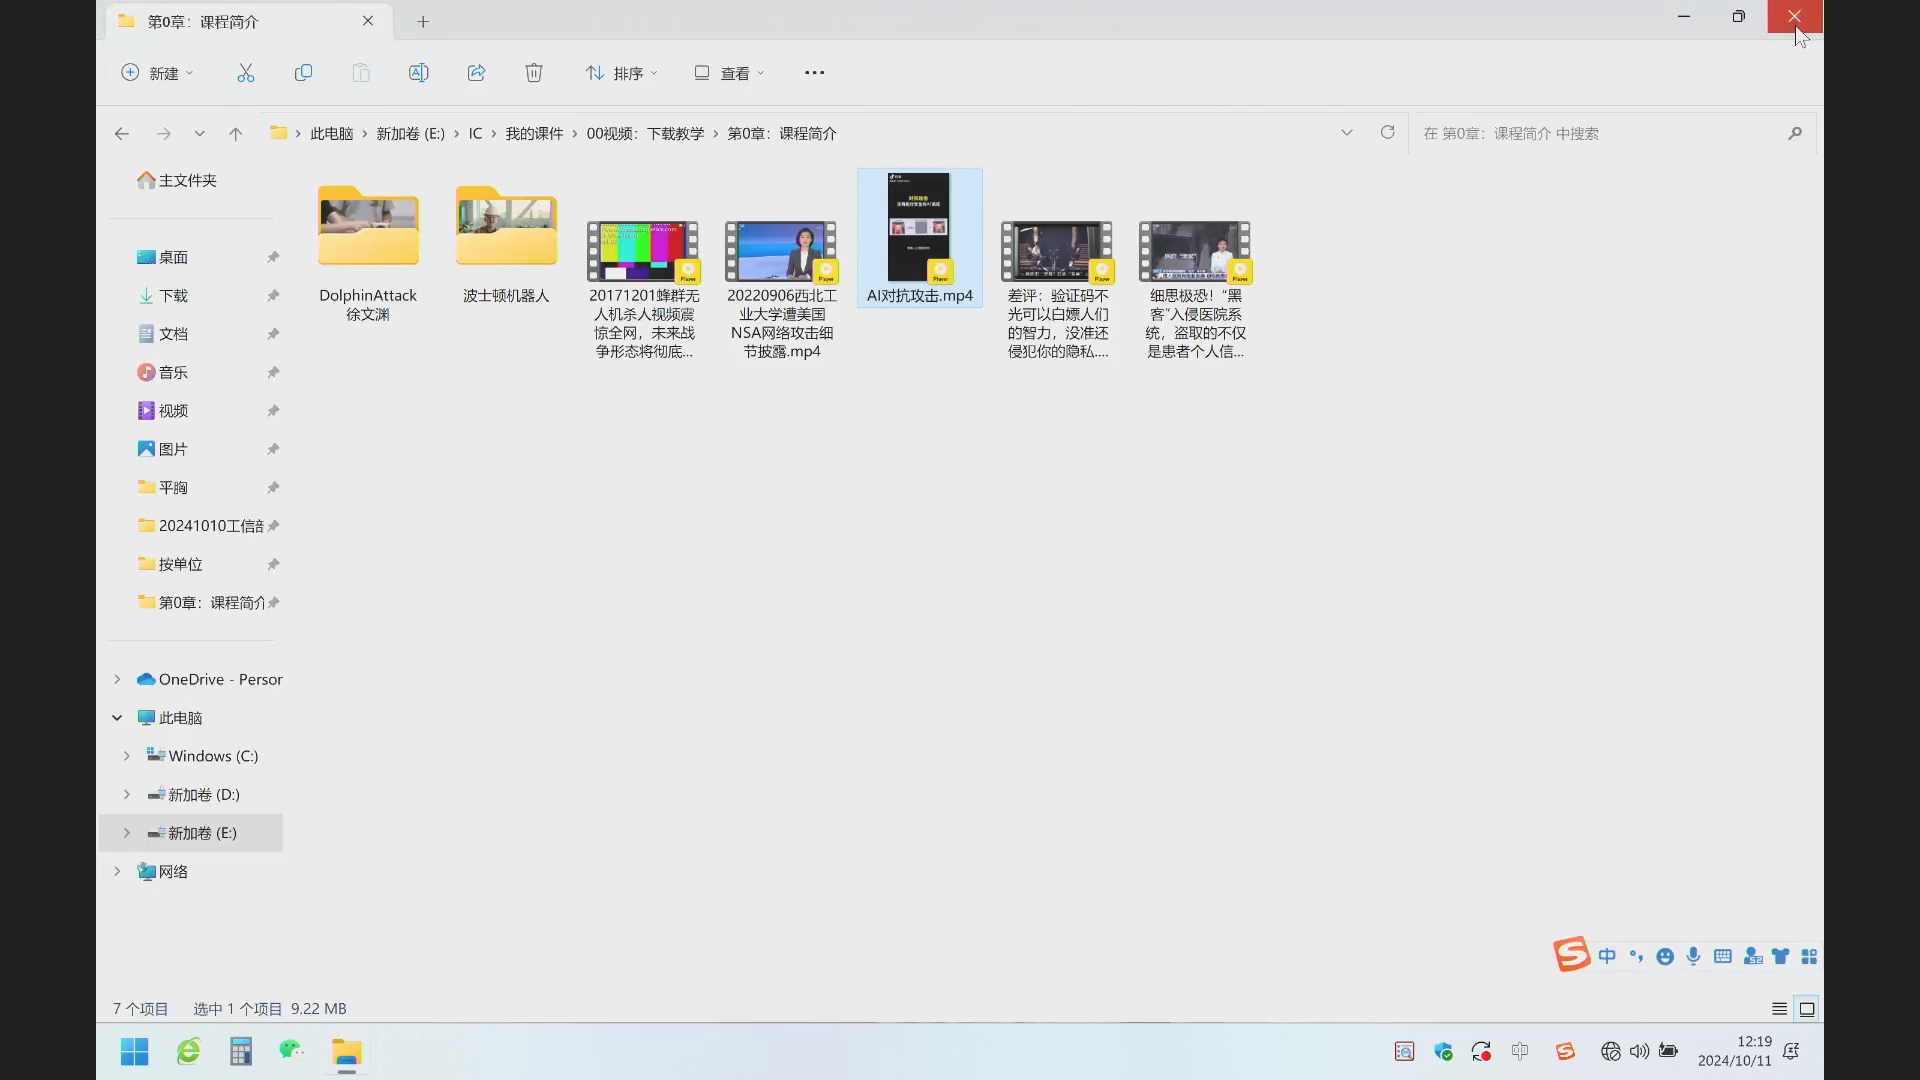 第0章：课程简介
新建
排序
查看
此电脑 › 新加卷 (E:) › IC › 我的课件 › 00视频：下载教学 › 第0章：课程简介
在 第0章：课程简介 中搜索
主文件夹
桌面
下载
文档
音乐
视频
图片
平胸
20241010工信部
按单位
第0章：课程简介
OneDrive - Person
此电脑
Windows (C:)
新加卷 (D:)
新加卷 (E:)
网络
DolphinAttack
徐文渊
波士顿机器人
20171201蜂群无
人机杀人视频震
惊全网，未来战
争形态将彻底...
20220906西北工
业大学遭美国
NSA网络攻击细
节披露.mp4
AI对抗攻击.mp4
差评：验证码不
光可以白嫖人们
的智力，没准还
侵犯你的隐私....
细思极恐！“黑
客”入侵医院系
统，盗取的不仅
是患者个人信...
Player
Player
Player
Player
Player
中
7 个项目
选中 1 个项目 9.22 MB
中
12:19
2024/10/11